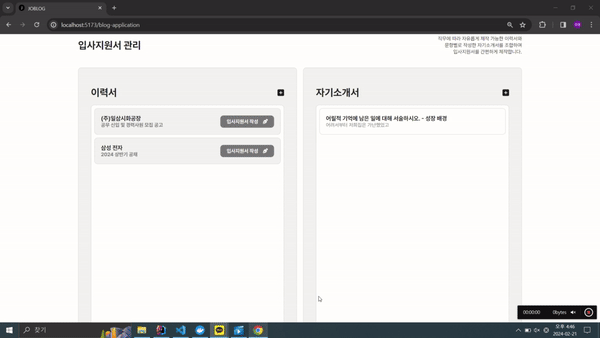 JOBLOG
localhost:5173/blog-application
입사지원서 관리
직무에 따라 자유롭게 제작 가능한 이력서와
문항별로 작성한 자기소개서를 조합하여
입사지원서를 간편하게 제작합니다.
이력서
(주)일삼시화공장
공무 신입 및 경력사원 모집 공고
입사지원서 작성
삼성 전자
2024 상반기 공채
입사지원서 작성
자기소개서
어릴적 기억에 남은 일에 대해 서술하시오. - 성장 배경
어려서부터 저희집은 가난했었고
00:00:00
0bytes
찾기
오후 4:46
2024-02-21